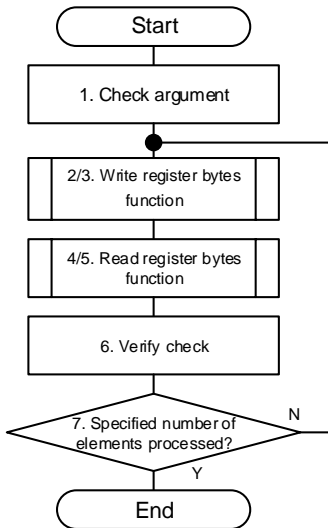 Start
1. Check argument
2/3. Write register bytes
function
4/5. Read register bytes
function
6. Verify check
7. Specified number of
elements processed?
N
Y
End